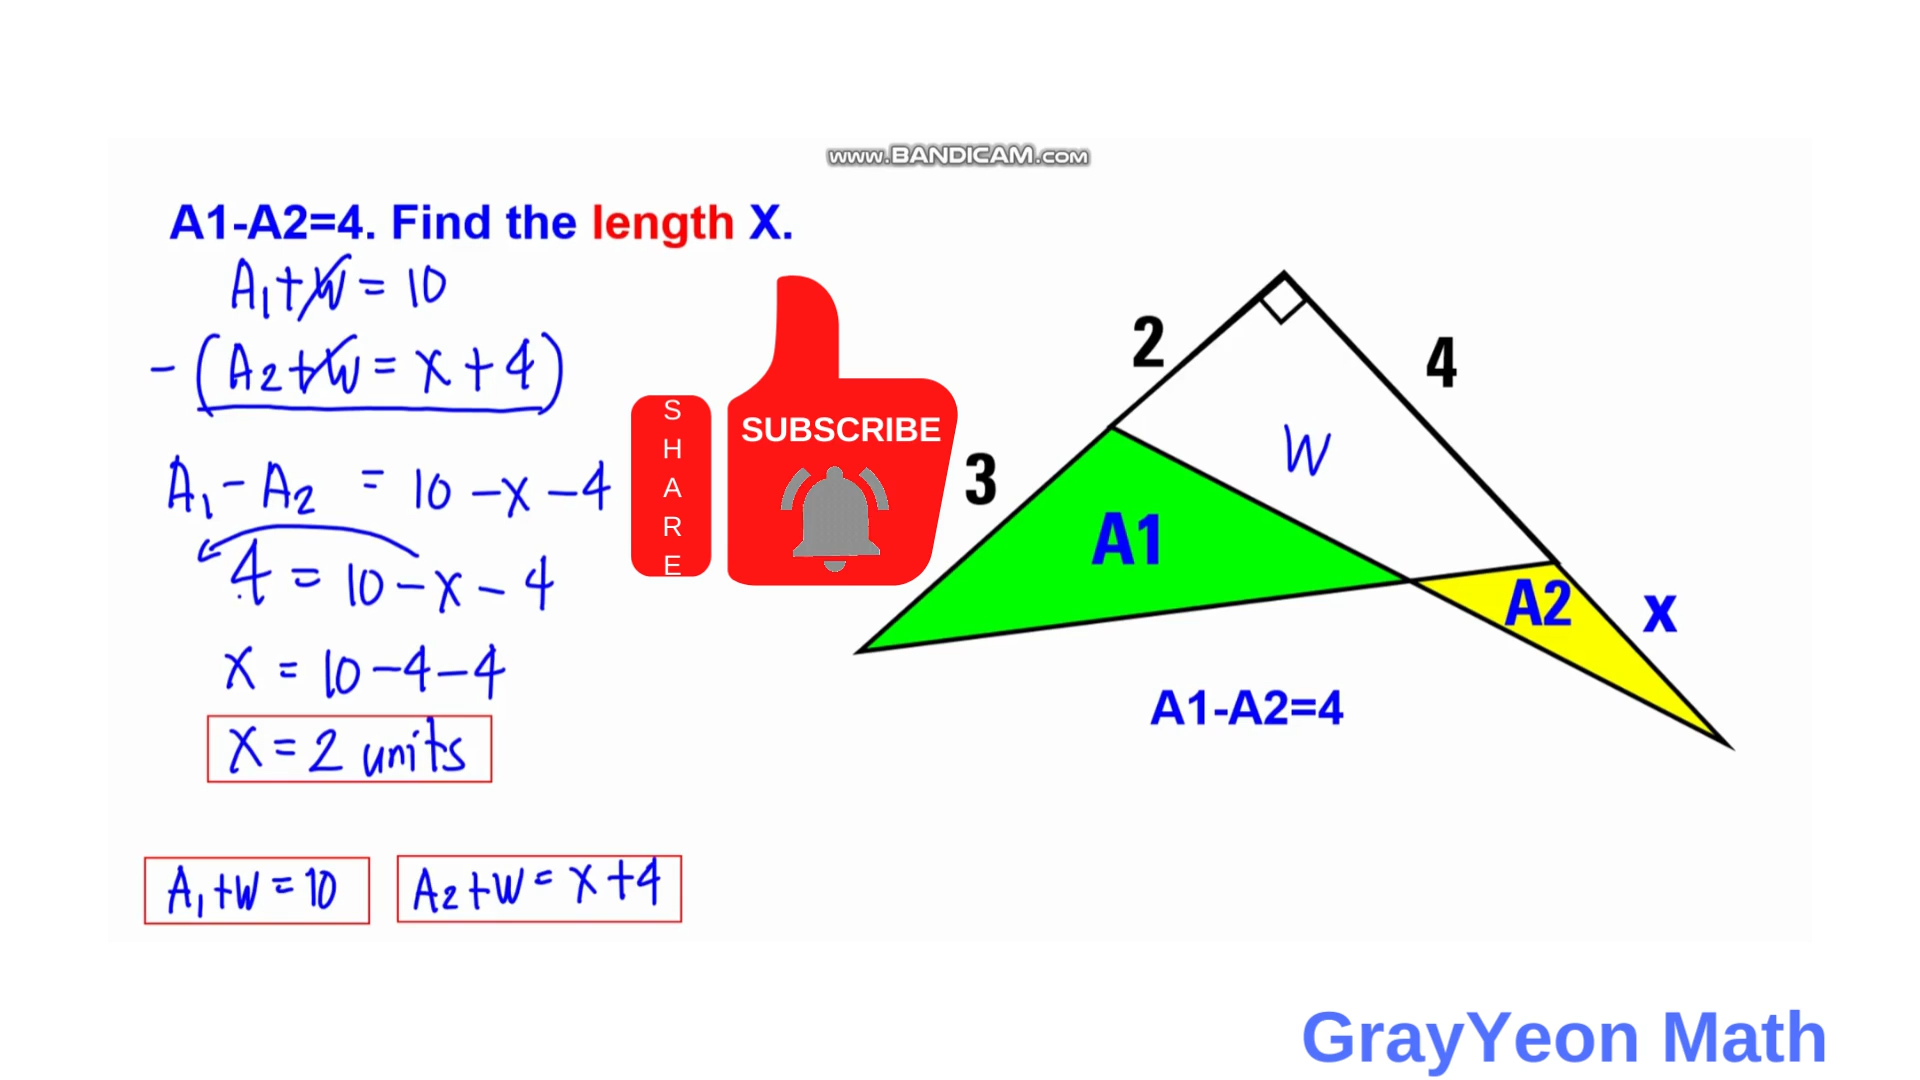 www.BANDICAM.com
A1-A2=4. Find the length X.
A1+W = 10
- (A2+W = x+4)
A1 - A2 = 10 -x -4
4 = 10 -x - 4
x = 10 -4 -4
x = 2 units
A1+W = 10
A2+W = x+4
S
H
A
R
E
SUBSCRIBE
2
4
3
W
A1
A2
x
A1-A2=4
GrayYeon Math